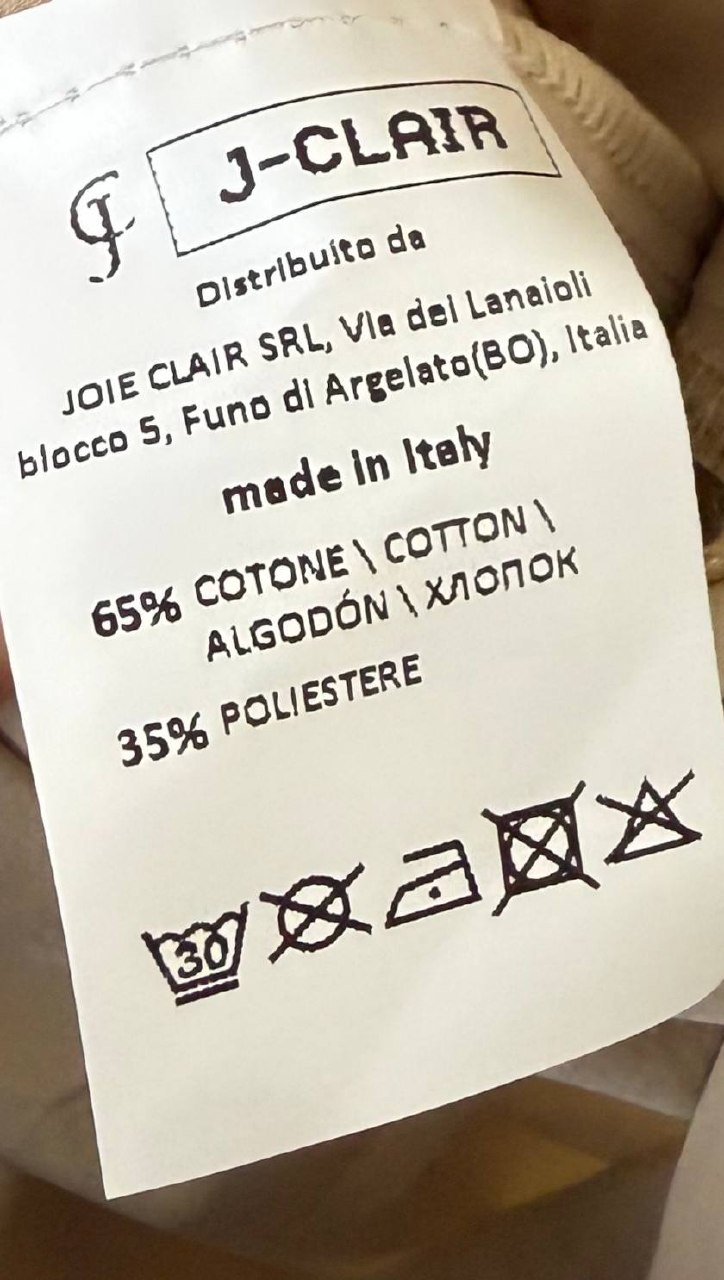 J-CLAIR
Distribuito da
JOIE CLAIR SRL, Via dei Lanaioli
blocco 5, Funo di Argelato(BO), Italia
made in Italy
65% COTONE \ COTTON \
ALGODÓN \ ХЛОПОК
35% POLIESTERE
30